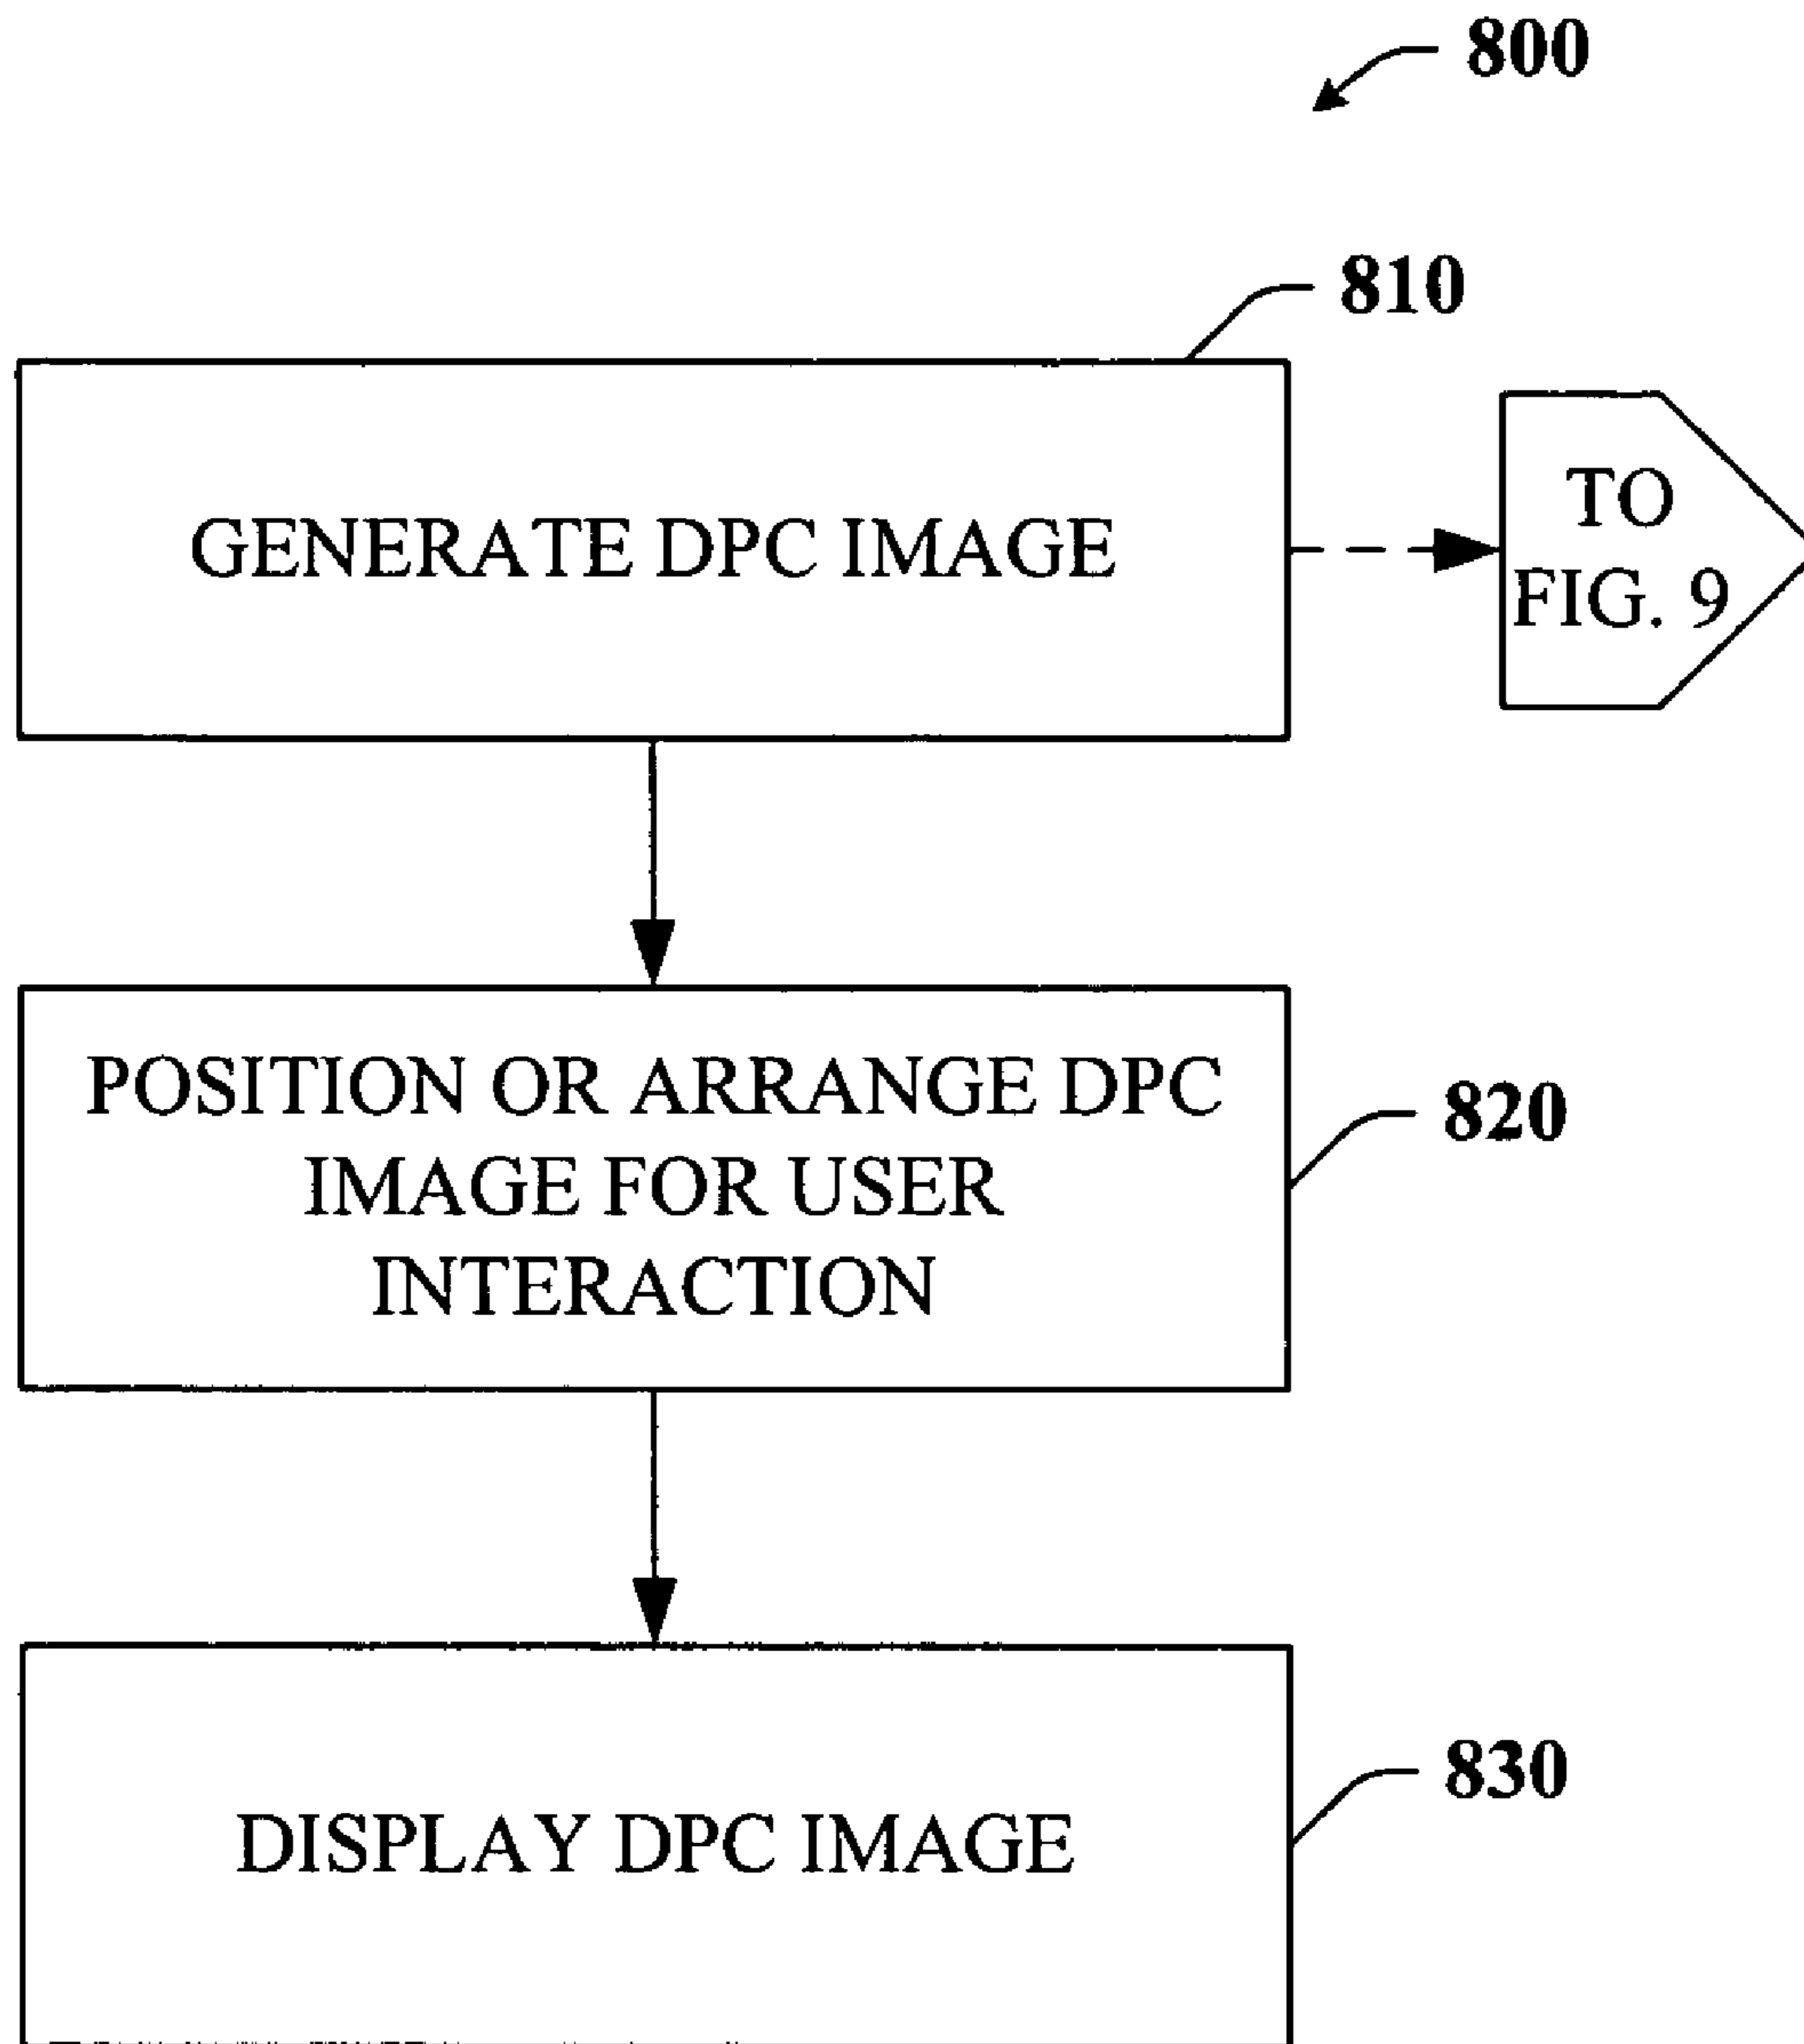 800
810
GENERATE DPC IMAGE
TO
FIG. 9
POSITION OR ARRANGE DPC
IMAGE FOR USER
INTERACTION
820
830
DISPLAY DPC IMAGE